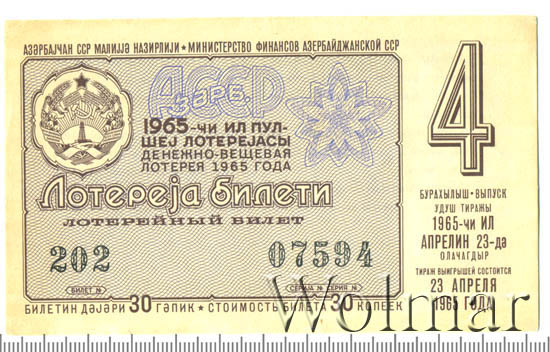 АЗӘРБАЈҸАН ССР МАЛИЈЈӘ НАЗИРЛИЈИ ★ МИНИСТЕРСТВО ФИНАНСОВ АЗЕРБАЙДЖАНСКОЙ ССР
АзәрБ. ССР
1965-чи ИЛ ПУЛ-
ШЕЈ ЛОТЕРЕЈАСЫ
ДЕНЕЖНО-ВЕЩЕВАЯ
ЛОТЕРЕЯ 1965 ГОДА
Лотереја билети
ЛОТЕРЕЙНЫЙ БИЛЕТ
202 07594
БИЛЕТ № СЕРИЈА № СЕРИЯ №
БИЛЕТИН ДӘЈӘРИ 30 ГӘПИК ★ СТОИМОСТЬ БИЛЕТА 30 КОПЕЕК
4
БУРАХЫЛЫШ • ВЫПУСК
УДУШ ТИРАЖЫ
1965-чи ИЛ
АПРЕЛИН 23-дә
ОЛАЧАГДЫР
ТИРАЖ ВЫИГРЫШЕЙ СОСТОИТСЯ
23 АПРЕЛЯ
1965 ГОДА
Wolmar